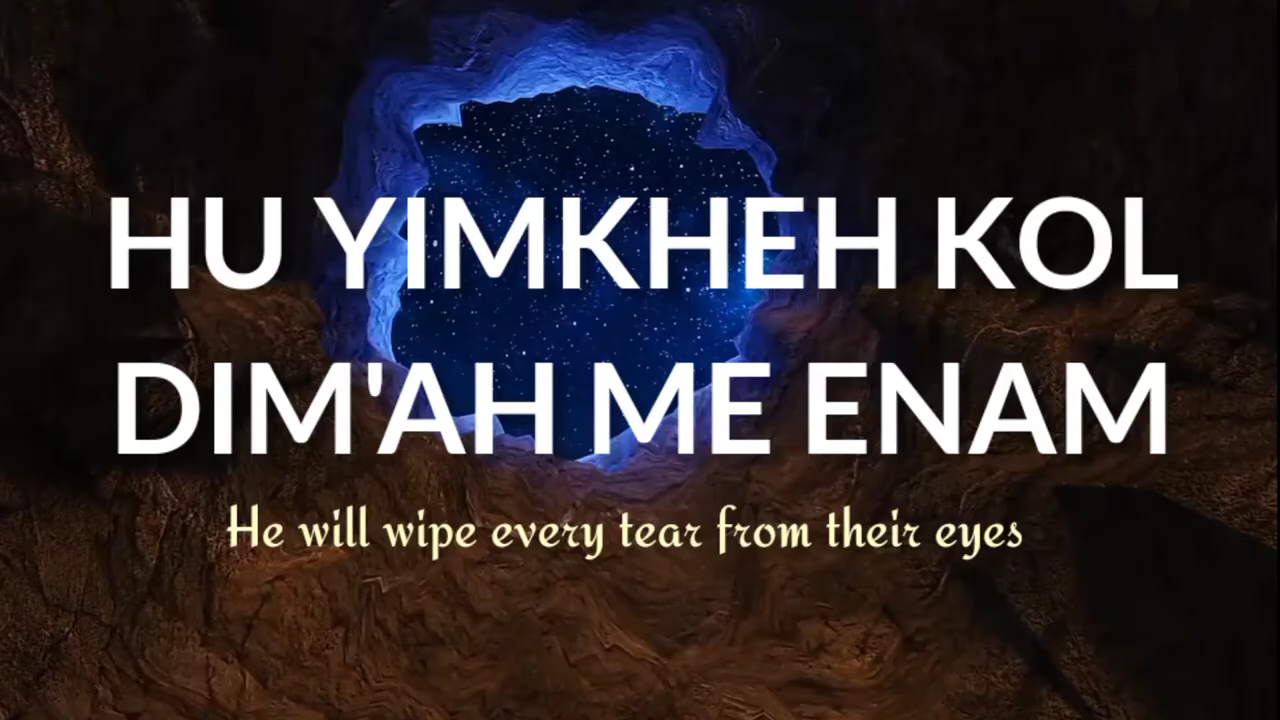 HU YIMKHEH KOL
DIM'AH ME ENAM
He will wipe every tear from their eyes